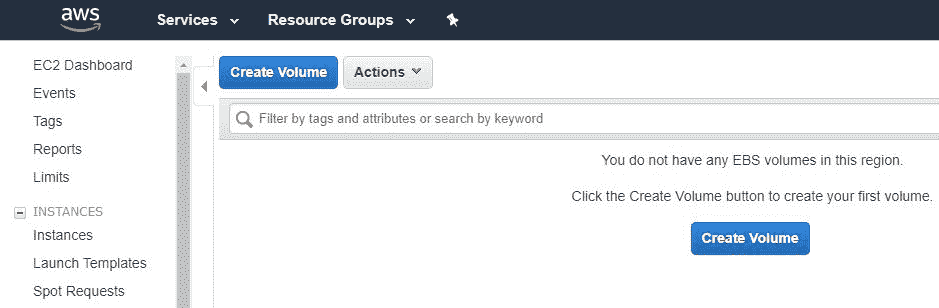 aws
Services
Resource Groups
EC2 Dashboard
Events
Tags
Reports
Limits
INSTANCES
Instances
Launch Templates
Spot Requests
Create Volume
Actions
Filter by tags and attributes or search by keyword
You do not have any EBS volumes in this region.
Click the Create Volume button to create your first volume.
Create Volume